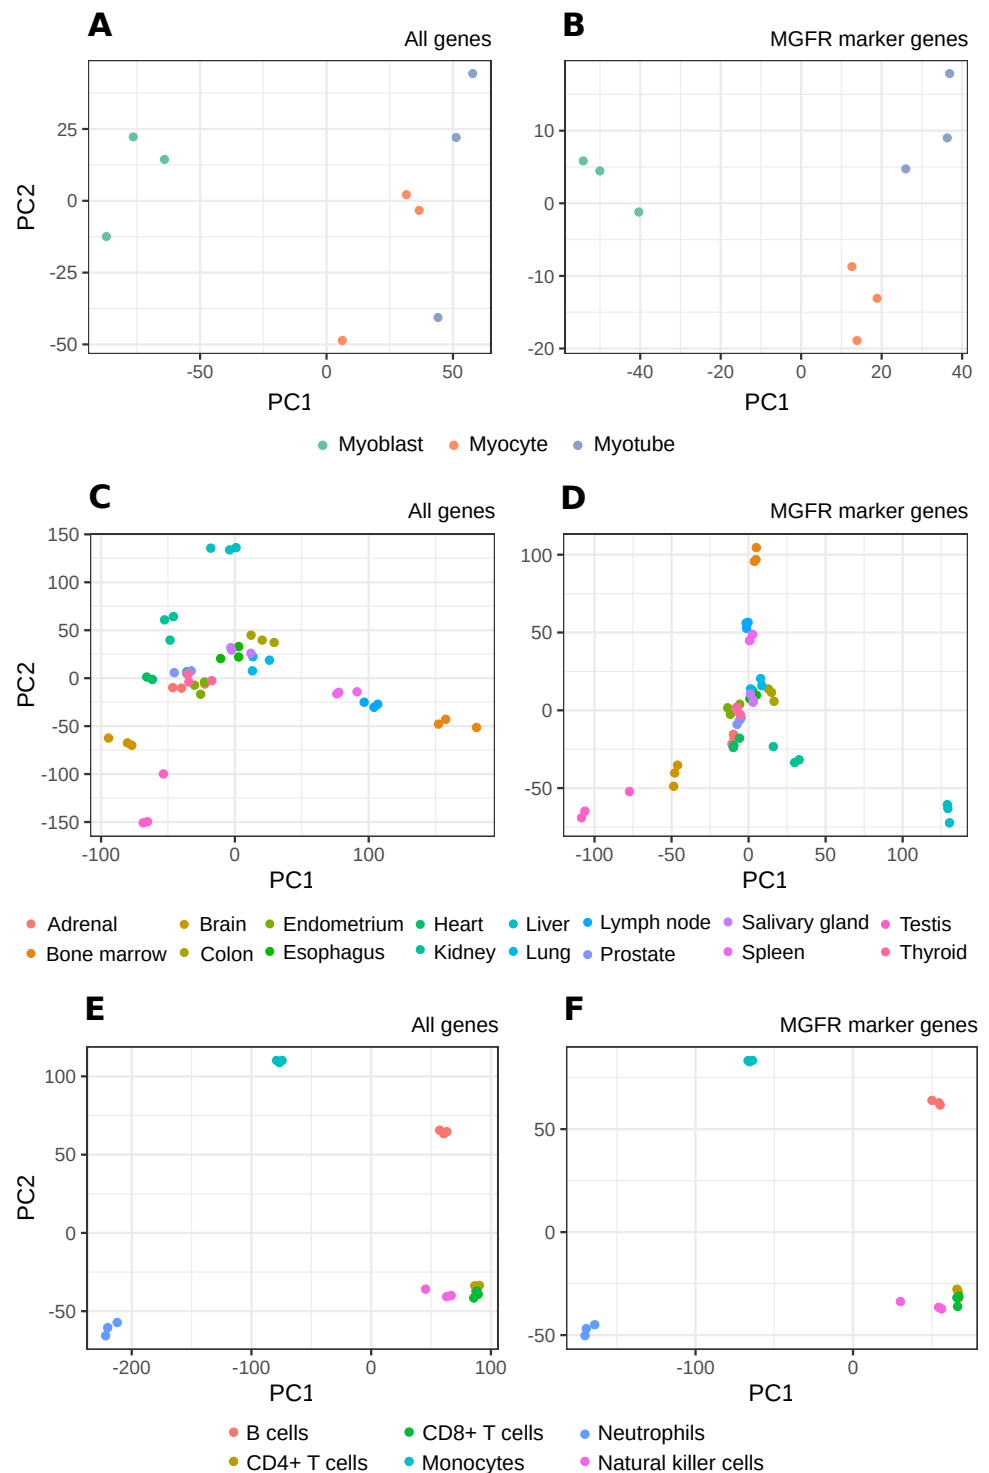 A
All genes
B
MGFR marker genes
25
0
-25
-50
10
0
-10
-20
PC2
-50
0
50
-40
-20
0
20
40
PC1
PC1
Myoblast
Myocyte
Myotube
C
All genes
D
MGFR marker genes
150
100
50
0
-50
-100
-150
100
50
0
-50
-100
0
100
-100
-50
0
50
100
PC1
PC1
Adrenal
Brain
Endometrium
Heart
Liver
Lymph node
Salivary gland
Testis
Bone marrow
Colon
Esophagus
Kidney
Lung
Prostate
Spleen
Thyroid
E
All genes
F
MGFR marker genes
100
50
0
-50
50
0
-50
PC2
-200
-100
0
100
-100
0
PC1
PC1
B cells
CD8+ T cells
Neutrophils
CD4+ T cells
Monocytes
Natural killer cells